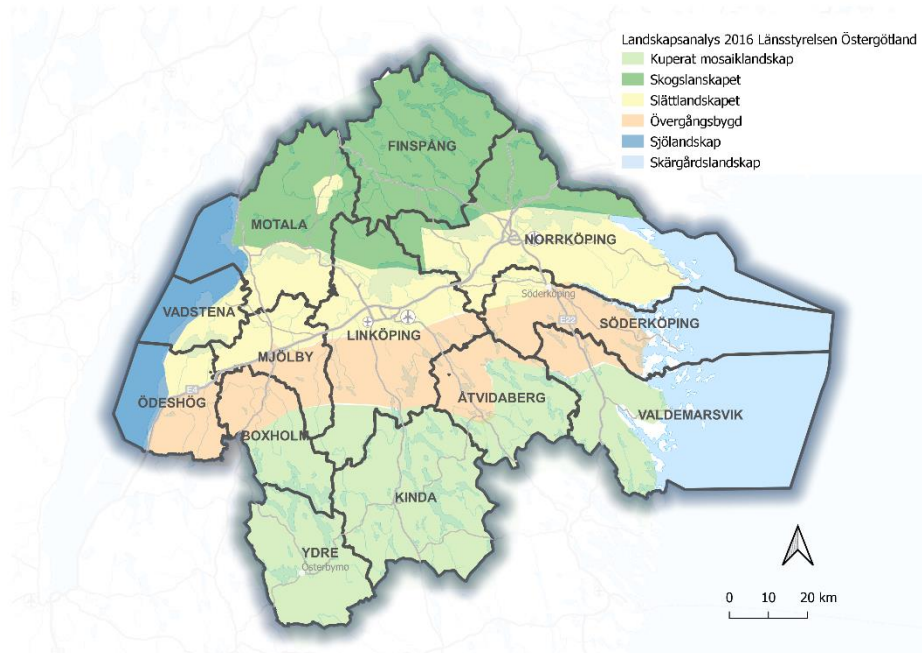 Landskapsanalys 2016 Länsstyrelsen Östergötland
Kuperat mosaiklandskap
Skogslanskapet
Slättlandskapet
Övergångsbygd
Sjölandskap
Skärgårdslandskap
FINSPÅNG
MOTALA
NORRKÖPING
VADSTENA
Söderköping
SÖDERKÖPING
E22
LINKÖPING
MJÖLBY
E4
ÖDESHÖG
ÅTVIDABERG
VALDEMARSVIK
BOXHOLM
KINDA
YDRE
Österbymo
0 10 20 km